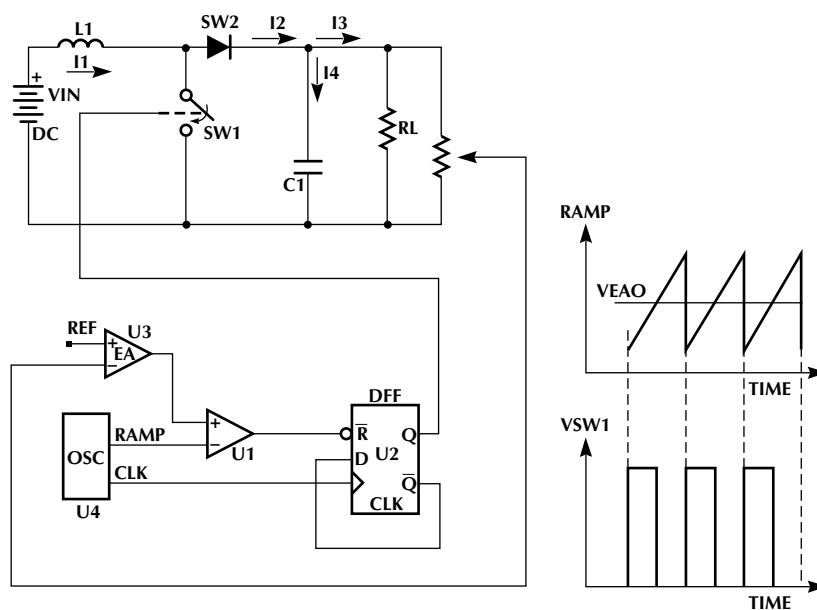 L1
SW2
I2
I3
I1
I4
+
VIN
DC
SW1
RL
C1
REF
U3
+
EA
−
DFF
RAMP
OSC
CLK
U4
+
−
U1
R̅
D
U2
Q
Q̅
CLK
RAMP
VEAO
TIME
VSW1
TIME